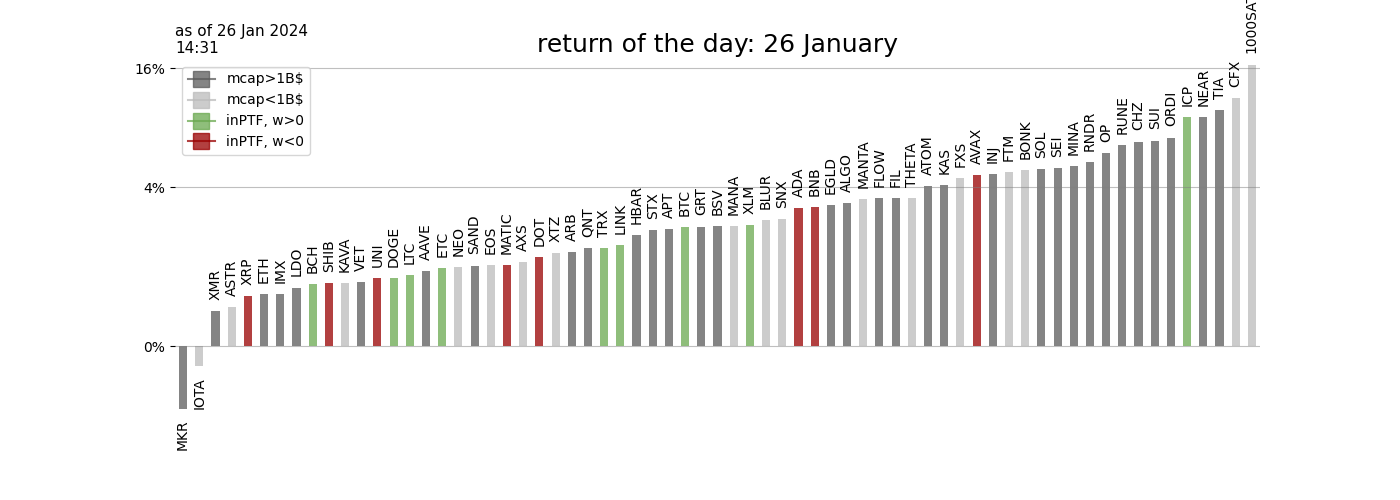 as of 26 Jan 2024
14:31
return of the day: 26 January
16%
4%
0%
mcap>1B$
mcap<1B$
inPTF, w>0
inPTF, w<0
MKR
IOTA
XMR
ASTR
XRP
ETH
IMX
LDO
BCH
SHIB
KAVA
VET
UNI
DOGE
LTC
AAVE
ETC
NEO
SAND
EOS
MATIC
AXS
DOT
XTZ
ARB
QNT
TRX
LINK
HBAR
STX
APT
BTC
GRT
BSV
MANA
XLM
BLUR
SNX
ADA
BNB
EGLD
ALGO
MANTA
FLOW
FIL
THETA
ATOM
KAS
FXS
AVAX
INJ
FTM
BONK
SOL
SEI
MINA
RNDR
OP
RUNE
CHZ
SUI
ORDI
ICP
NEAR
TIA
CFX